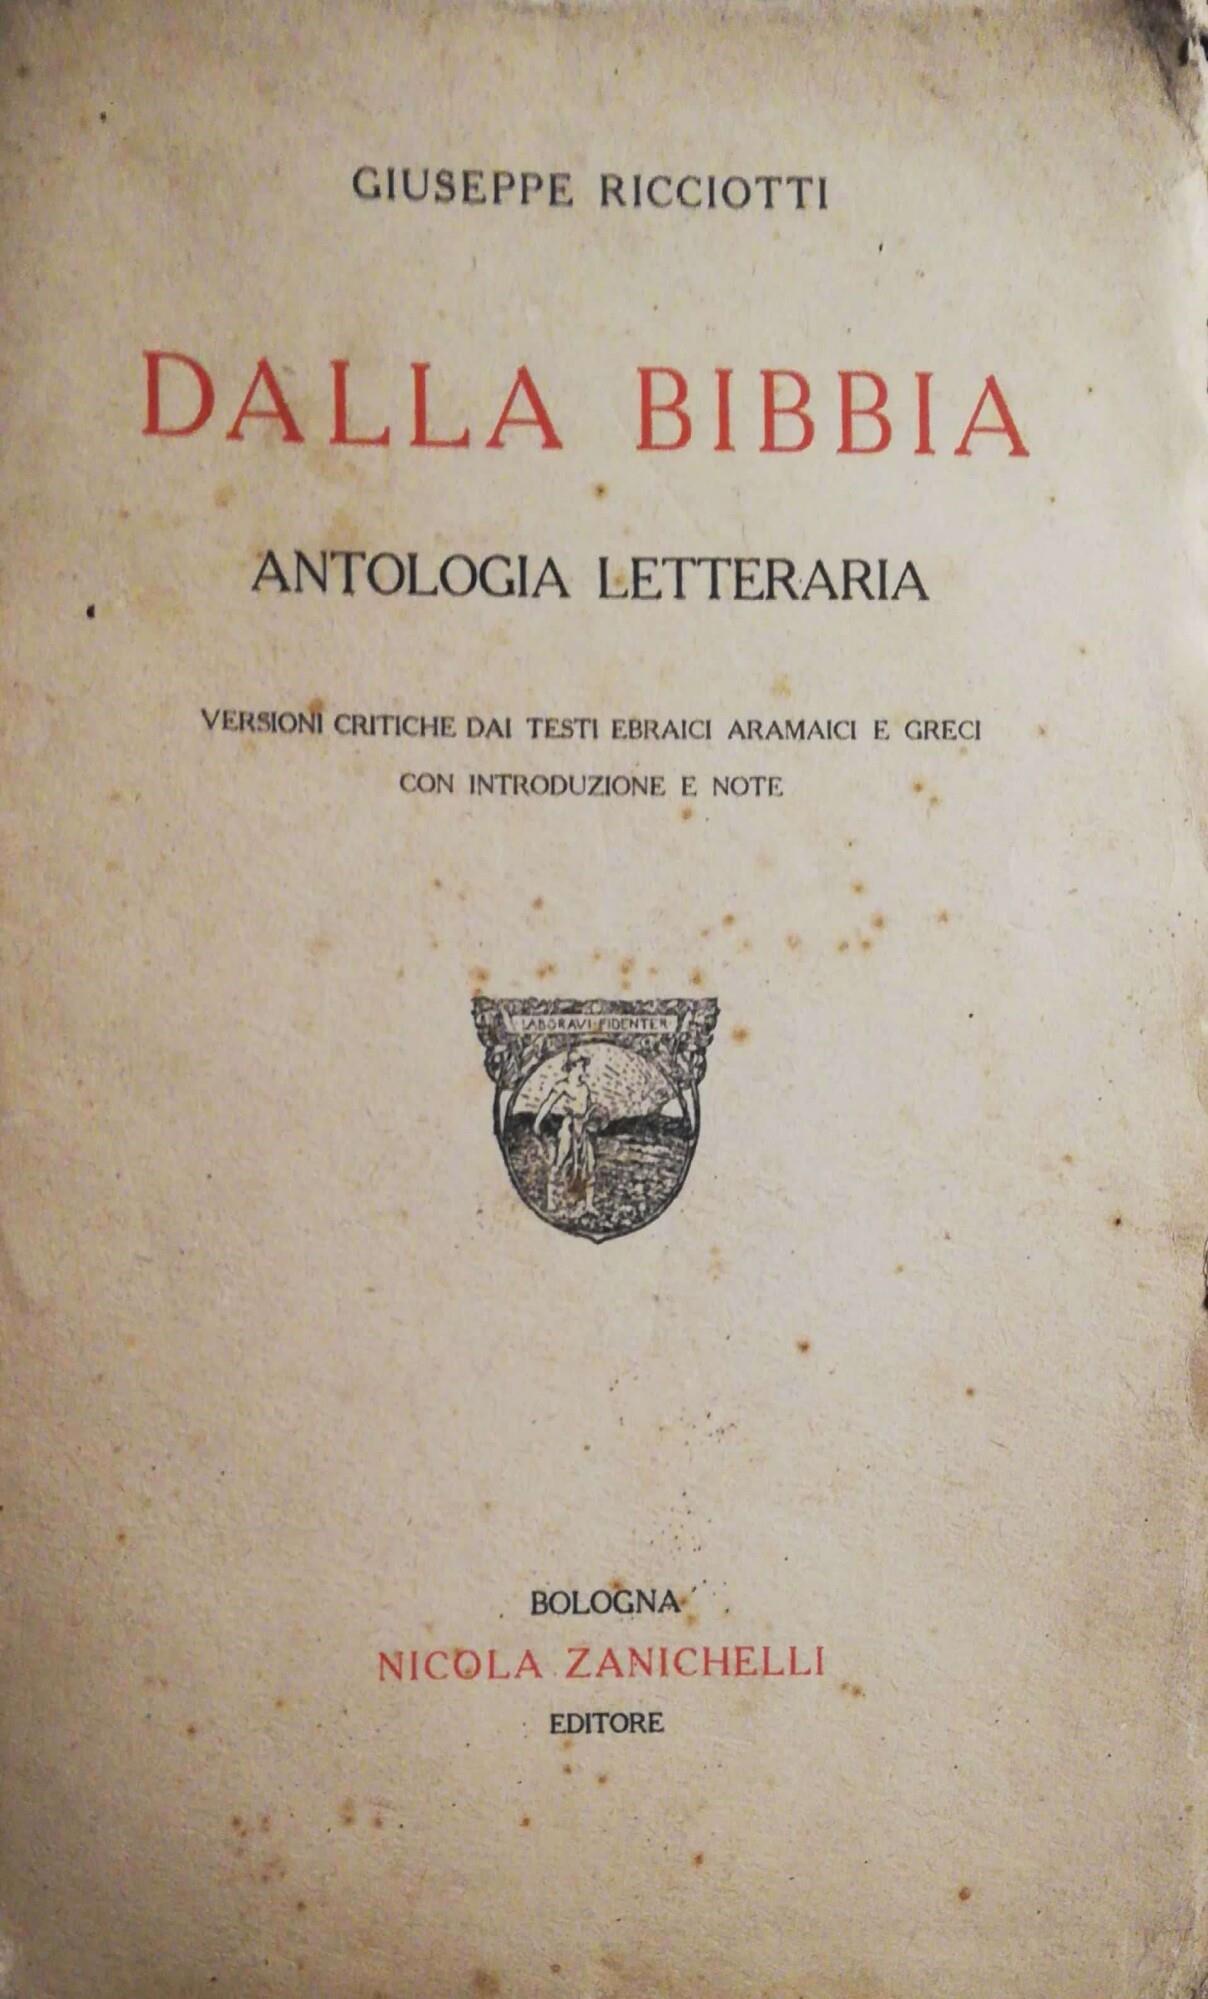 GIUSEPPE RICCIOTTI
DALLA BIBBIA
ANTOLOGIA LETTERARIA
VERSIONI CRITICHE DAI TESTI EBRAICI ARAMAICI E GRECI
CON INTRODUZIONE E NOTE
LABORAVI FIDENTER
BOLOGNA
NICOLA ZANICHELLI
EDITORE